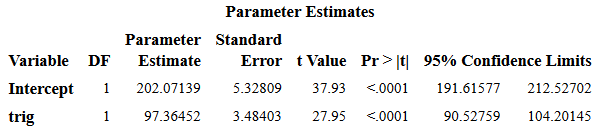 Parameter Estimates
Variable DF Parameter Estimate Standard Error t Value Pr > |t| 95% Confidence Limits
Intercept 1 202.07139 5.32809 37.93 <.0001 191.61577 212.52702
trig 1 97.36452 3.48403 27.95 <.0001 90.52759 104.20145